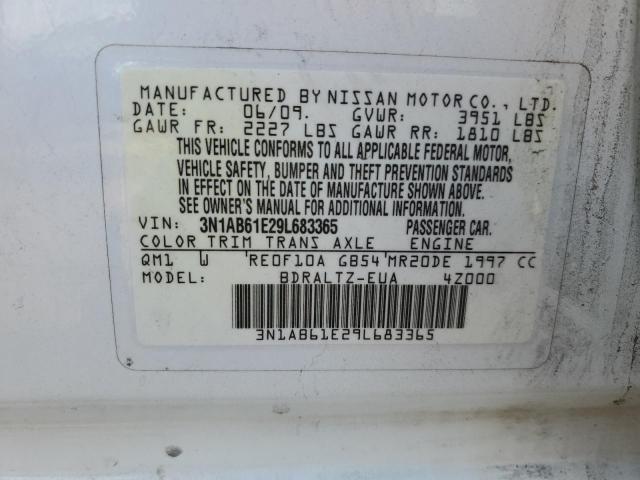 MANUFACTURED BY NISSAN MOTOR CO., LTD.
DATE: 06/09. GVWR: 3951 LBS
GAWR FR: 2227 LBS GAWR RR: 1810 LBS
THIS VEHICLE CONFORMS TO ALL APPLICABLE FEDERAL MOTOR,
VEHICLE SAFETY, BUMPER AND THEFT PREVENTION STANDARDS
IN EFFECT ON THE DATE OF MANUFACTURE SHOWN ABOVE.
SEE OWNER'S MANUAL FOR ADDITIONAL INFORMATION.
VIN: 3N1AB61E29L683365 PASSENGER CAR.
COLOR TRIM TRANS AXLE ENGINE
QM1 W 'RE0F10A GB54'MR20DE 1997 CC
MODEL: BDRALTZ-EUA 4Z000
3N1AB61E29L683365